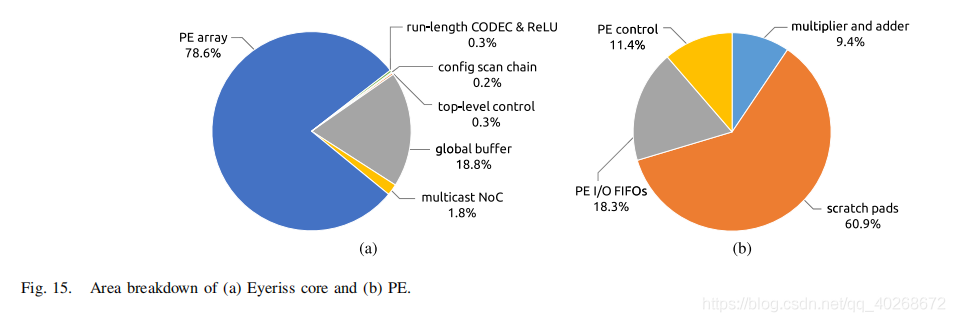 PE array
78.6%
run-length CODEC & ReLU
0.3%
config scan chain
0.2%
top-level control
0.3%
global buffer
18.8%
multicast NoC
1.8%
(a)
PE control
11.4%
multiplier and adder
9.4%
PE I/O FIFOs
18.3%
scratch pads
60.9%
(b)
Fig. 15. Area breakdown of (a) Eyeriss core and (b) PE.
https://blog.csdn.net/qq_40268672